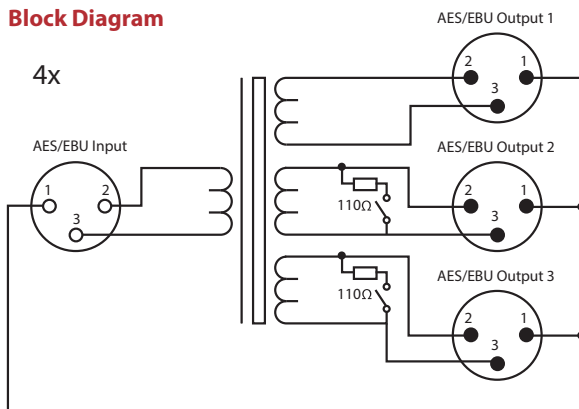 Block Diagram
4x
AES/EBU Input
1
2
3
AES/EBU Output 1
2
1
3
AES/EBU Output 2
110Ω
2
1
3
AES/EBU Output 3
110Ω
2
1
3